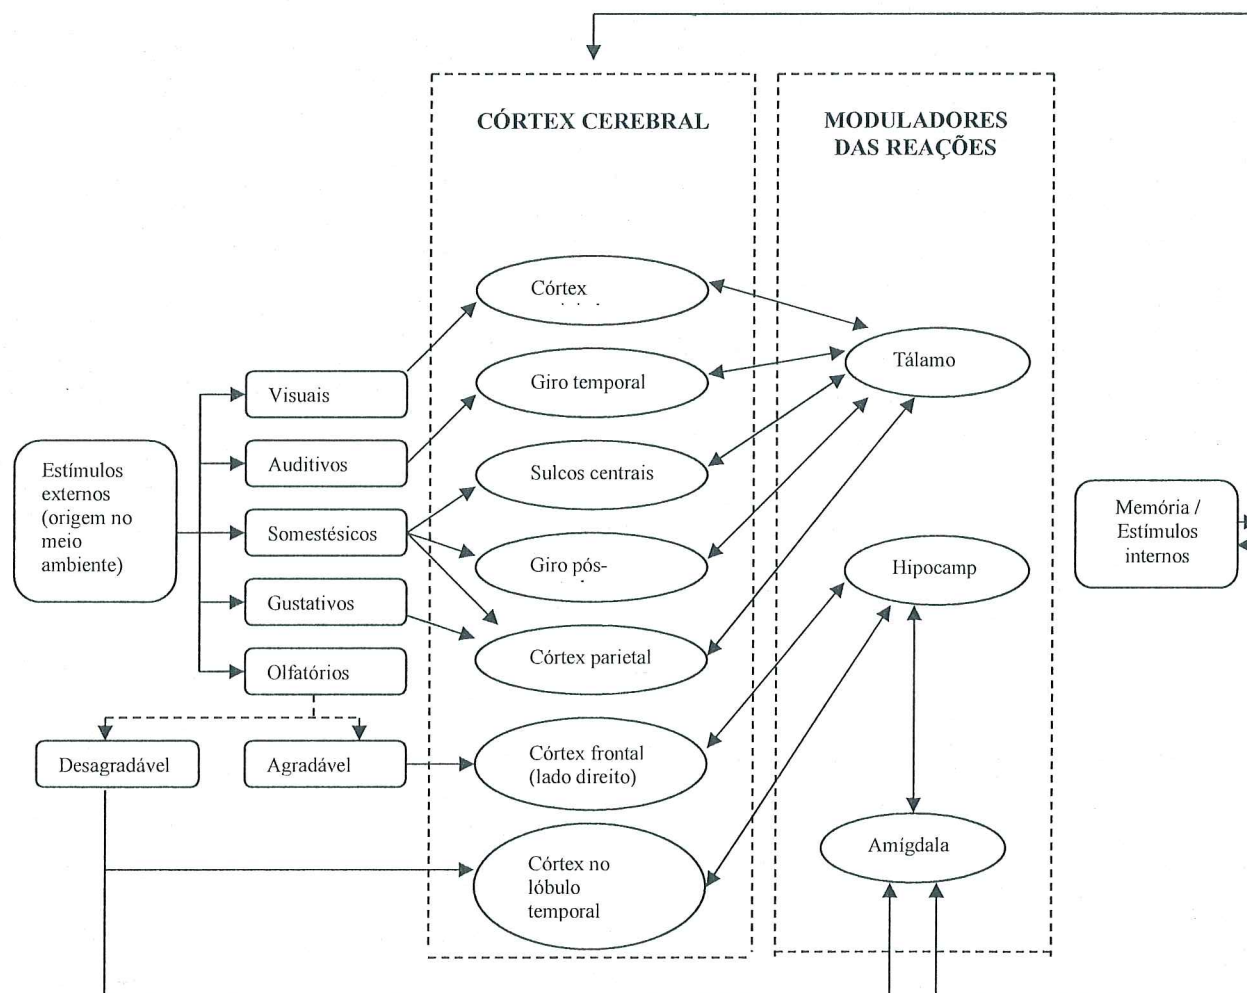 CÓRTEX CEREBRAL
MODULADORES
DAS REAÇÕES
Córtex
Tálamo
Giro temporal
Visuais
Auditivos
Sulcos centrais
Estímulos
externos
(origem no
meio
ambiente)
Somestésicos
Giro pós-
Hipocamp
Memória /
Estímulos
internos
Gustativos
Córtex parietal
Olfatórios
Desagradável
Agradável
Córtex frontal
(lado direito)
Amígdala
Córtex no
lóbulo
temporal